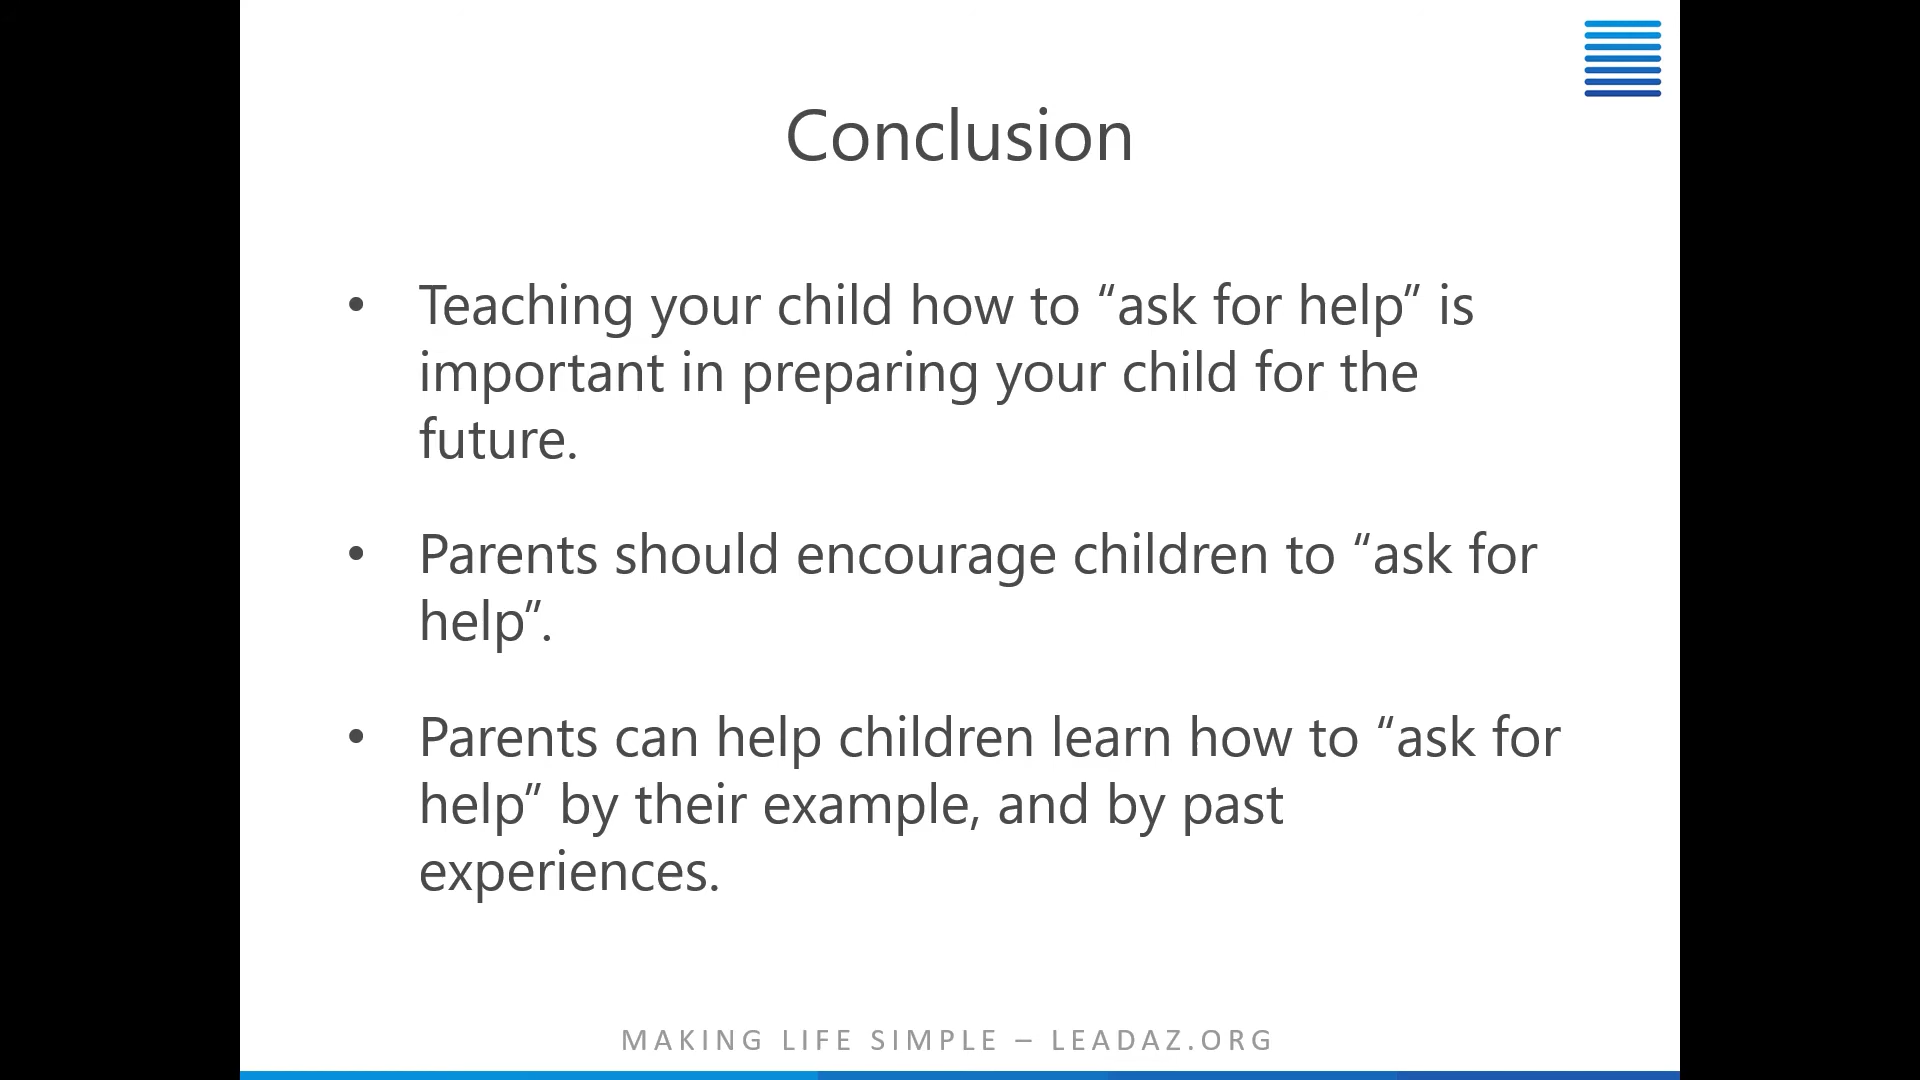 Conclusion
• Teaching your child how to “ask for help” is
important in preparing your child for the
future.
• Parents should encourage children to “ask for
help”.
• Parents can help children learn how to “ask for
help” by their example, and by past
experiences.
MAKING LIFE SIMPLE – LEADAZ.ORG